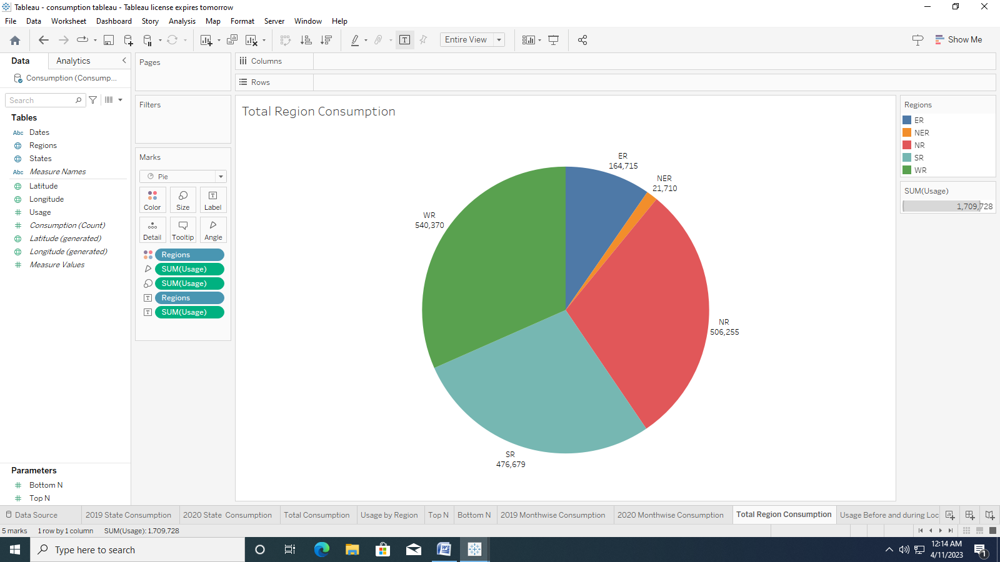 Tableau - consumption tableau - Tableau license expires tomorrow
File Data Worksheet Dashboard Story Analysis Map Format Server Window Help
Entire View
Show Me
Data Analytics
Consumption (Consump...
Search
Tables
Abc Dates
Regions
States
Abc Measure Names
Latitude
Longitude
# Usage
# Consumption (Count)
Latitude (generated)
Longitude (generated)
# Measure Values
Parameters
# Bottom N
# Top N
Pages
Filters
Marks
Pie
Color Size Label
Detail Tooltip Angle
Regions
SUM(Usage)
SUM(Usage)
Regions
SUM(Usage)
Columns
Rows
Total Region Consumption
ER
164,715
NER
21,710
WR
540,370
NR
506,255
SR
476,679
Regions
ER
NER
NR
SR
WR
SUM(Usage)
1,709,728
Data Source 2019 State Consumption 2020 State Consumption Total Consumption Usage by Region Top N Bottom N 2019 Monthwise Consumption 2020 Monthwise Consumption Total Region Consumption Usage Before and during Loc
5 marks 1 row by 1 column SUM(Usage): 1,709,728
Type here to search
12:14 AM
4/11/2023
1